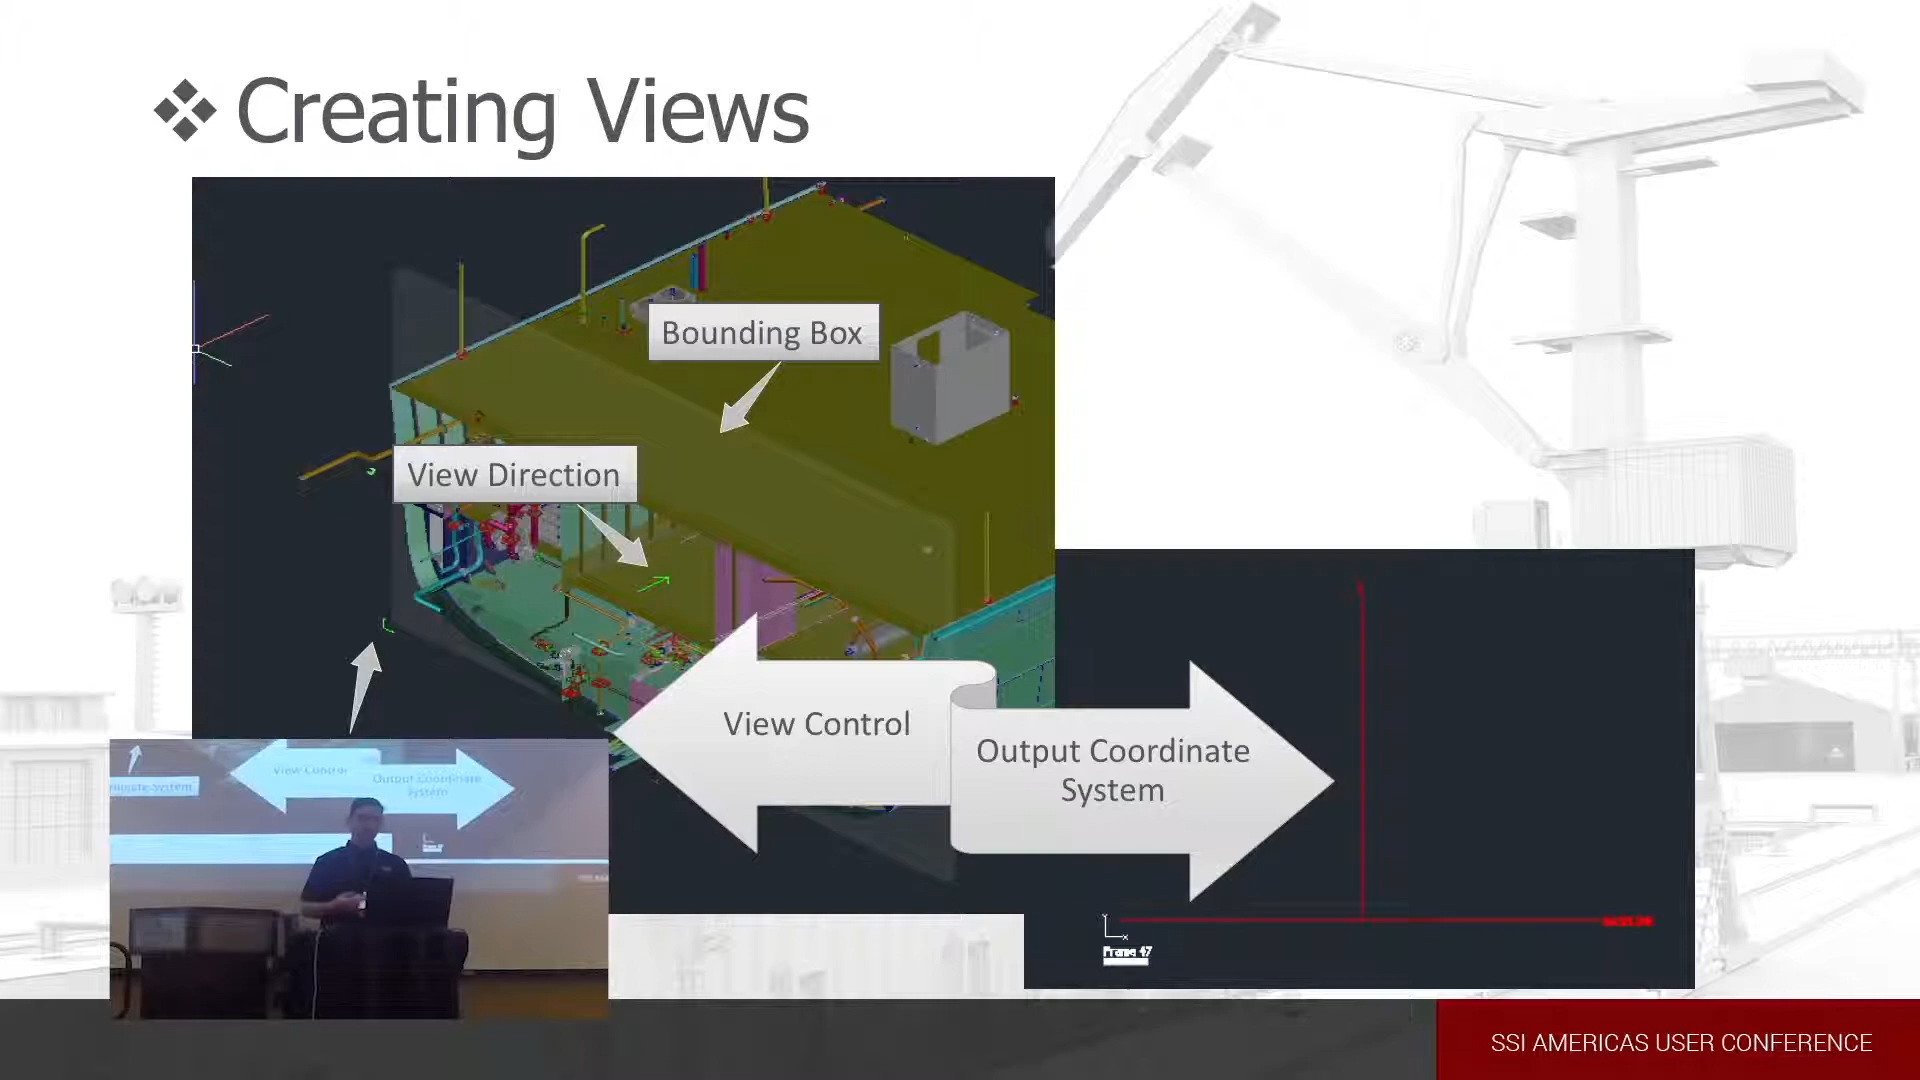 Creating Views
Bounding Box
View Direction
View Control
Output Coordinate
System
View Control
Output Coordinate
System
Frame 47
SSI AMERICAS USER CONFERENCE